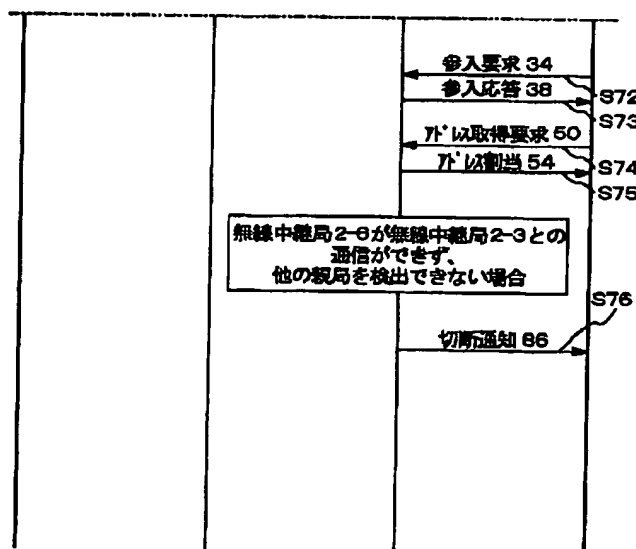 参入要求 34
S72
参入応答 38
S73
ｱﾄﾞﾚｽ取得要求 50
S74
ｱﾄﾞﾚｽ割当 54
S75
無線中継局2-6が無線中継局2-3との
通信ができず、
他の親局を検出できない場合
S76
切断通知 86